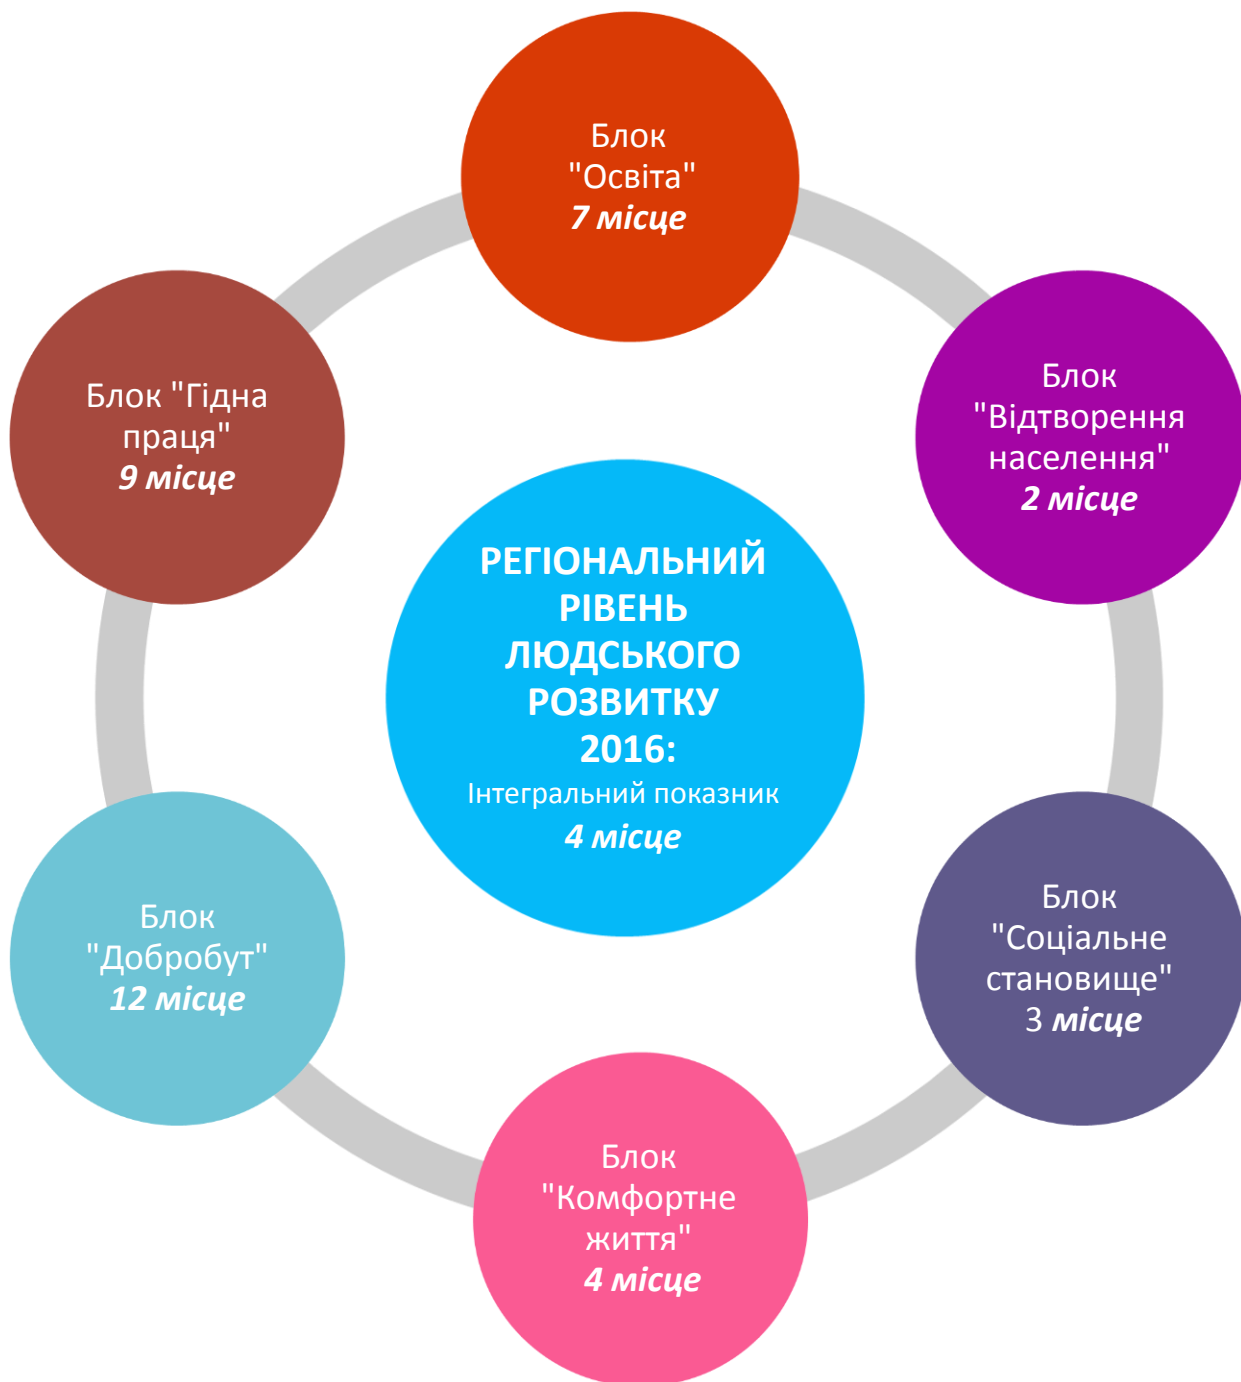 Блок
"Освіта"
7 місце
Блок
"Відтворення
населення"
2 місце
Блок "Гідна
праця"
9 місце
РЕГІОНАЛЬНИЙ
РІВЕНЬ
ЛЮДСЬКОГО
РОЗВИТКУ
2016:
Інтегральний показник
4 місце
Блок
"Соціальне
становище"
3 місце
Блок
"Добробут"
12 місце
Блок
"Комфортне
життя"
4 місце